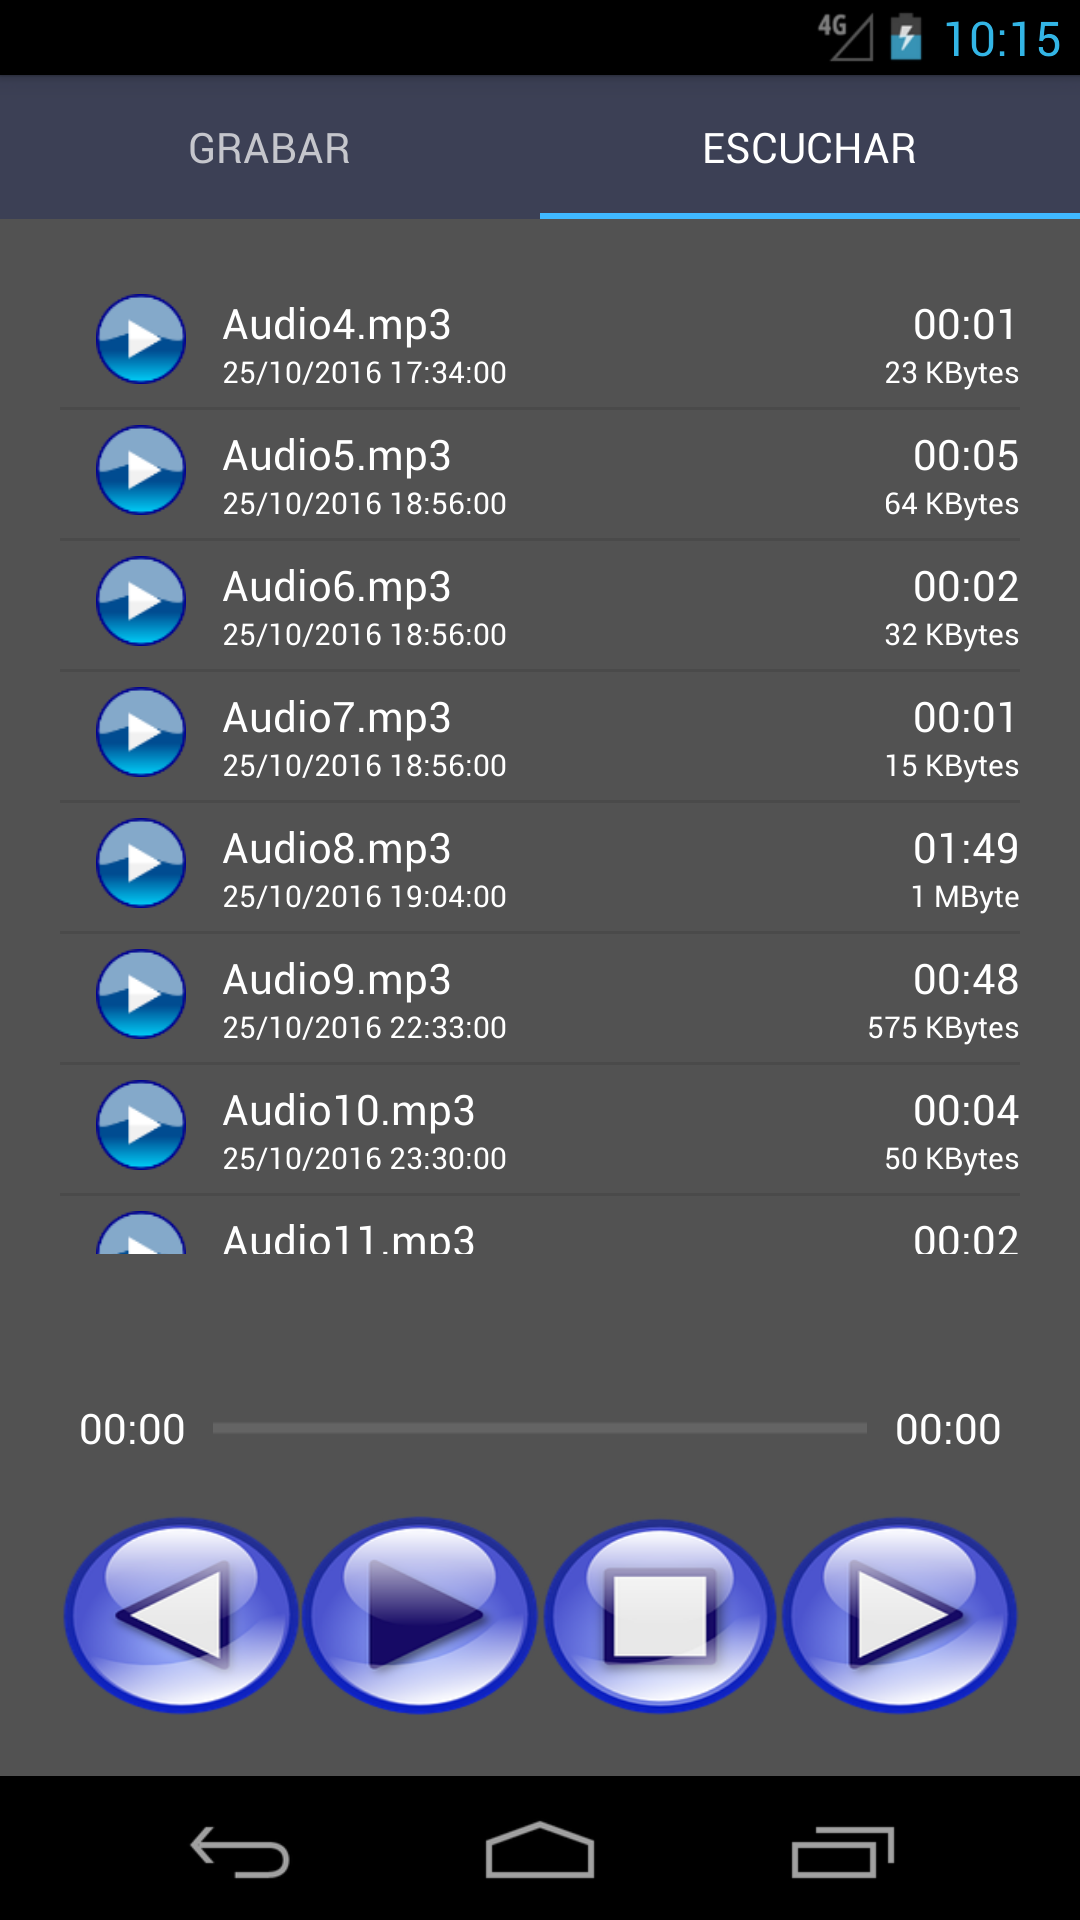 4G 10:15
GRABAR ESCUCHAR
Audio4.mp3 00:01
25/10/2016 17:34:00 23 KBytes
Audio5.mp3 00:05
25/10/2016 18:56:00 64 KBytes
Audio6.mp3 00:02
25/10/2016 18:56:00 32 KBytes
Audio7.mp3 00:01
25/10/2016 18:56:00 15 KBytes
Audio8.mp3 01:49
25/10/2016 19:04:00 1 MByte
Audio9.mp3 00:48
25/10/2016 22:33:00 575 KBytes
Audio10.mp3 00:04
25/10/2016 23:30:00 50 KBytes
Audio11.mp3 00:02
00:00 00:00